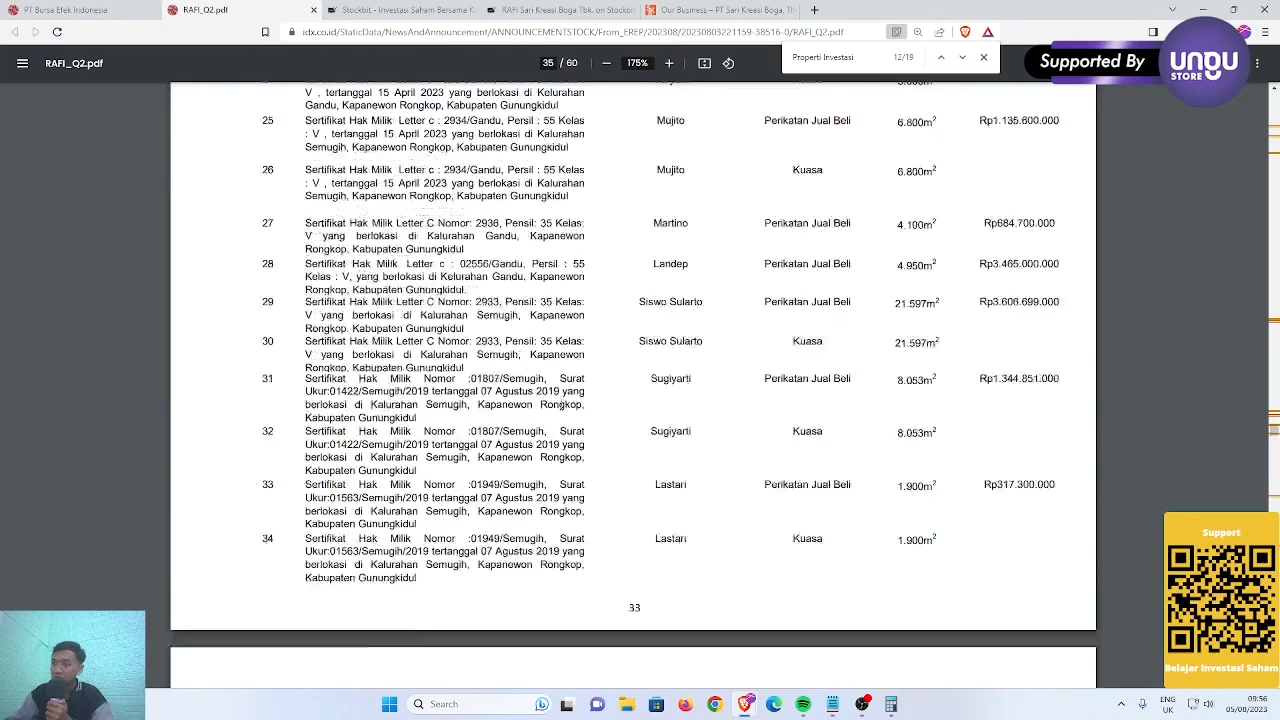 PT Bursa Efek Indonesia
RAFI_Q2.pdf
Stockbit - Investasi Saham Bersama Ko
RAFI Sari Kreasi Boga Tbk. on Stockbit
Our Business – PT Sari Kreasi Boga, Tb
idx.co.id/StaticData/NewsAndAnnouncement/ANNOUNCEMENTSTOCK/From_EREP/202308/20230803221159-38516-0/RAFI_Q2.pdf
RAFI_Q2.pdf
35 / 60
175%
Properti Investasi
12/19
Supported By
UNGU
STORE
V , tertanggal 15 April 2023 yang berlokasi di Kelurahan
Gandu, Kapanewon Rongkop, Kabupaten Gunungkidul
25 Sertifikat Hak Milik Letter c : 2934/Gandu, Persil : 55 Kelas Mujito Perikatan Jual Beli 6.800m² Rp1.135.600.000
: V , tertanggal 15 April 2023 yang berlokasi di Kalurahan
Semugih, Kapanewon Rongkop, Kabupaten Gunungkidul
26 Sertifikat Hak Milik Letter c : 2934/Gandu, Persil : 55 Kelas Mujito Kuasa 6.800m²
: V , tertanggal 15 April 2023 yang berlokasi di Kalurahan
Semugih, Kapanewon Rongkop, Kabupaten Gunungkidul
27 Sertifikat Hak Milik Letter C Nomor: 2936, Pensil: 35 Kelas: Martino Perikatan Jual Beli 4.100m² Rp684.700.000
V yang berlokasi di Kalurahan Gandu, Kapanewon
Rongkop, Kabupaten Gunungkidul
28 Sertifikat Hak Milik Letter c : 02556/Gandu, Persil : 55 Landep Perikatan Jual Beli 4.950m² Rp3.465.000.000
Kelas : V, yang berlokasi di Kelurahan Gandu, Kapanewon
Rongkop, Kabupaten Gunungkidul,
29 Sertifikat Hak Milik Letter C Nomor: 2933, Pensil: 35 Kelas: Siswo Sularto Perikatan Jual Beli 21.597m² Rp3.606.699.000
V yang berlokasi di Kalurahan Semugih, Kapanewon
Rongkop, Kabupaten Gunungkidul
30 Sertifikat Hak Milik Letter C Nomor: 2933, Pensil: 35 Kelas: Siswo Sularto Kuasa 21.597m²
V yang berlokasi di Kalurahan Semugih, Kapanewon
Rongkop, Kabupaten Gunungkidul
31 Sertifikat Hak Milik Nomor :01807/Semugih, Surat Sugiyarti Perikatan Jual Beli 8.053m² Rp1.344.851.000
Ukur:01422/Semugih/2019 tertanggal 07 Agustus 2019 yang
berlokasi di Kalurahan Semugih, Kapanewon Rongkop,
Kabupaten Gunungkidul
32 Sertifikat Hak Milik Nomor :01807/Semugih, Surat Sugiyarti Kuasa 8.053m²
Ukur:01422/Semugih/2019 tertanggal 07 Agustus 2019 yang
berlokasi di Kalurahan Semugih, Kapanewon Rongkop,
Kabupaten Gunungkidul
33 Sertifikat Hak Milik Nomor :01949/Semugih, Surat Lastari Perikatan Jual Beli 1.900m² Rp317.300.000
Ukur:01563/Semugih/2019 tertanggal 07 Agustus 2019 yang
berlokasi di Kalurahan Semugih, Kapanewon Rongkop,
Kabupaten Gunungkidul
34 Sertifikat Hak Milik Nomor :01949/Semugih, Surat Lastari Kuasa 1.900m²
Ukur:01563/Semugih/2019 tertanggal 07 Agustus 2019 yang
berlokasi di Kalurahan Semugih, Kapanewon Rongkop,
Kabupaten Gunungkidul
33
Support
Belajar Investasi Saham
Search
ENG
UK
09:56
05/08/2023